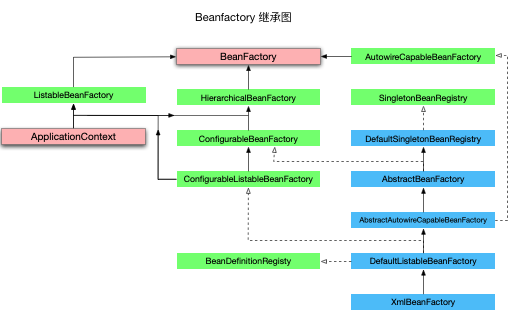 Beanfactory 继承图
BeanFactory
AutowireCapableBeanFactory
ListableBeanFactory
HierarchicalBeanFactory
SingletonBeanRegistry
ApplicationContext
ConfigurableBeanFactory
DefaultSingletonBeanRegistry
ConfigurableListableBeanFactory
AbstractBeanFactory
AbstractAutowireCapableBeanFactory
BeanDefinitionRegisty
DefaultListableBeanFactory
XmlBeanFactory